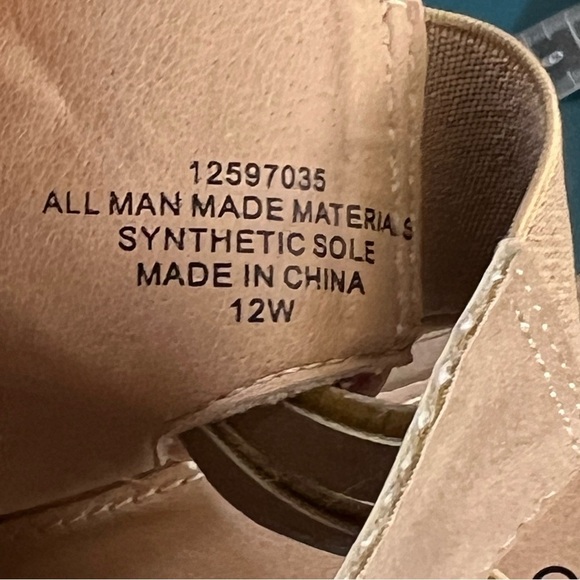 12597035
ALL MAN MADE MATERIALS
SYNTHETIC SOLE
MADE IN CHINA
12W